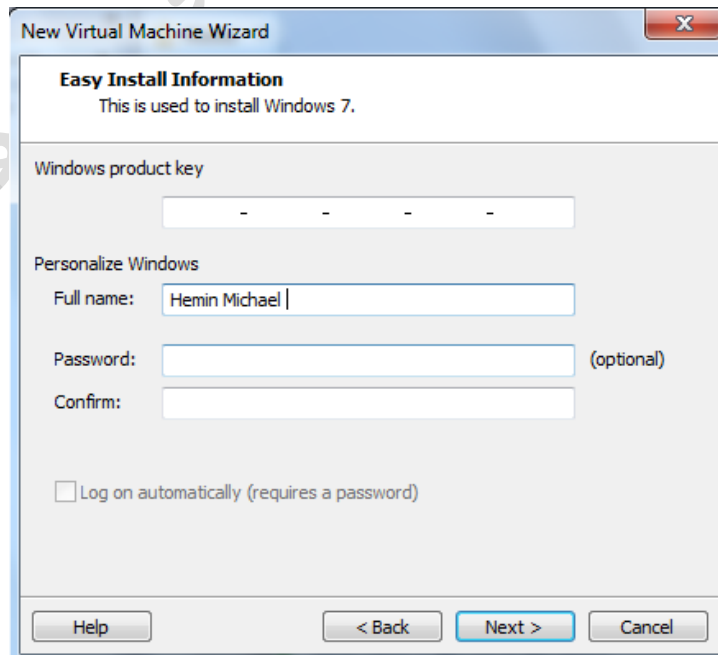 New Virtual Machine Wizard
Easy Install Information
This is used to install Windows 7.
Windows product key
- - - -
Personalize Windows
Full name: Hemin Michael
Password: (optional)
Confirm:
Log on automatically (requires a password)
Help < Back Next > Cancel